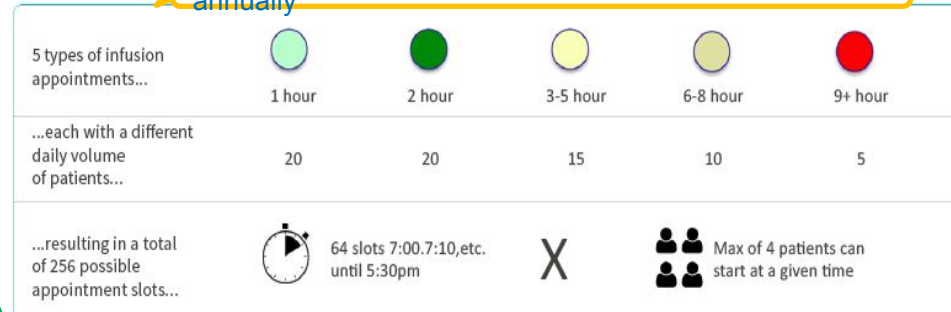 annually
5 types of infusion
appointments...
1 hour
2 hour
3-5 hour
6-8 hour
9+ hour
...each with a different
daily volume
of patients...
20
20
15
10
5
...resulting in a total
of 256 possible
appointment slots...
64 slots 7:00.7:10,etc.
until 5:30pm
X
Max of 4 patients can
start at a given time